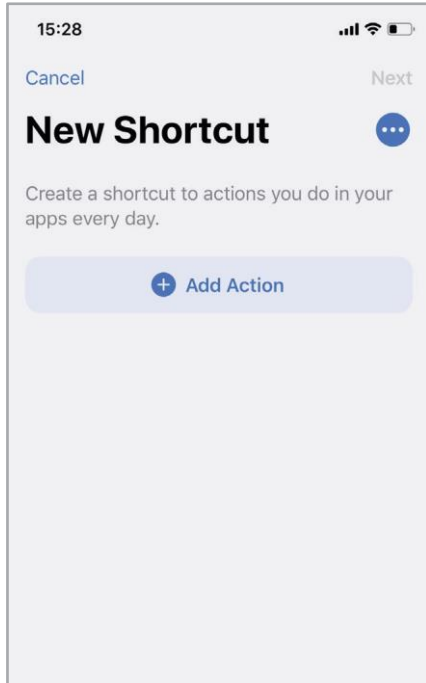 15:28
Cancel Next
New Shortcut
Create a shortcut to actions you do in your
apps every day.
Add Action